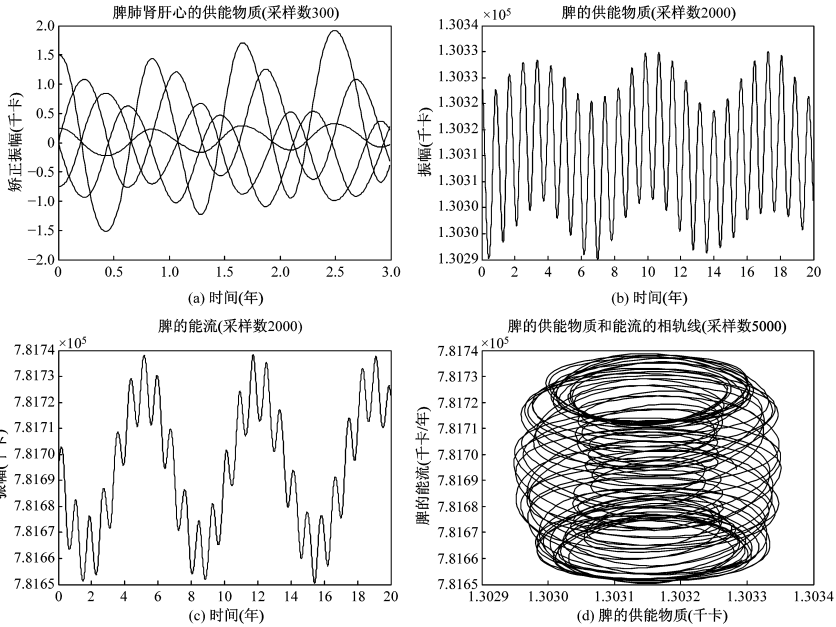 脾肺肾肝心的供能物质(采样数300)
2.0
1.5
1.0
0.5
0
−0.5
−1.0
−1.5
−2.0
矫正振幅(千卡)
0 0.5 1.0 1.5 2.0 2.5 3.0
(a) 时间(年)
脾的供能物质(采样数2000)
×10⁵
1.3034
1.3033
1.3032
1.3032
1.3031
1.3031
1.3030
1.3030
1.3029
振幅(千卡)
0 2 4 6 8 10 12 14 16 18 20
(b) 时间(年)
脾的能流(采样数2000)
×10⁵
7.8174
7.8173
7.8172
7.8171
7.8170
7.8169
7.8168
7.8167
7.8166
7.8165
振幅(千卡)
0 2 4 6 8 10 12 14 16 18 20
(c) 时间(年)
脾的供能物质和能流的相轨线(采样数5000)
×10⁵
7.8174
7.8173
7.8172
7.8171
7.8170
7.8169
7.8168
7.8167
7.8166
7.8165
脾的能流(千卡/年)
1.3029 1.3030 1.3031 1.3032 1.3033 1.3034
(d) 脾的供能物质(千卡)